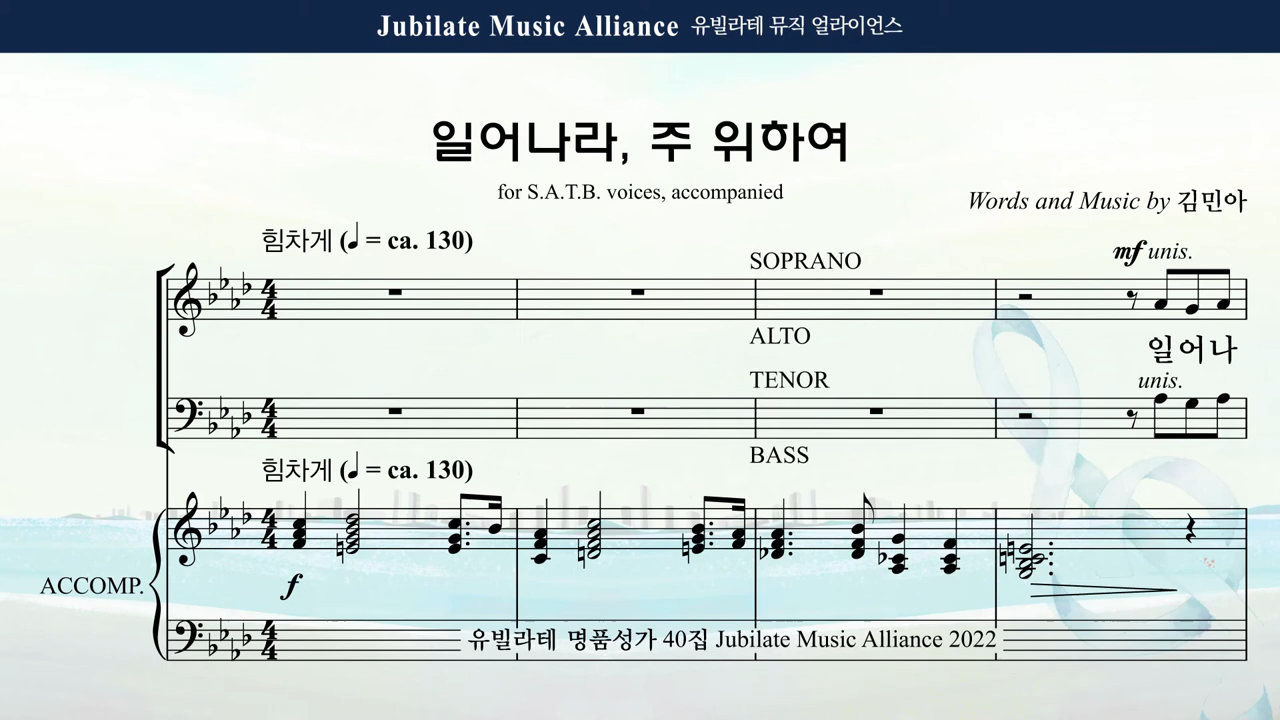 Jubilate Music Alliance 유빌라테 뮤직 얼라이언스
일어나라, 주 위하여
for S.A.T.B. voices, accompanied
Words and Music by 김민아
힘차게 (♩ = ca. 130)
SOPRANO
mf unis.
ALTO
일어나
TENOR
unis.
BASS
힘차게 (♩ = ca. 130)
ACCOMP.
f
유빌라테 명품성가 40집 Jubilate Music Alliance 2022